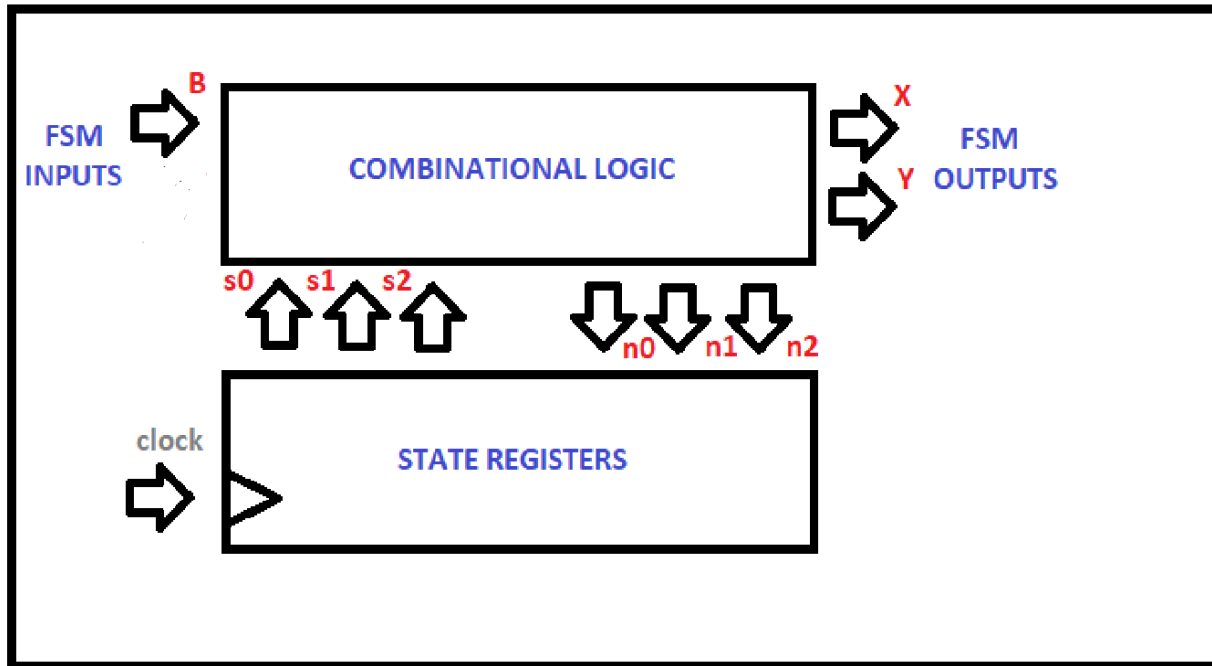 B
X
FSM
INPUTS
COMBINATIONAL LOGIC
FSM
OUTPUTS
Y
s0 s1 s2
n0 n1 n2
clock
STATE REGISTERS